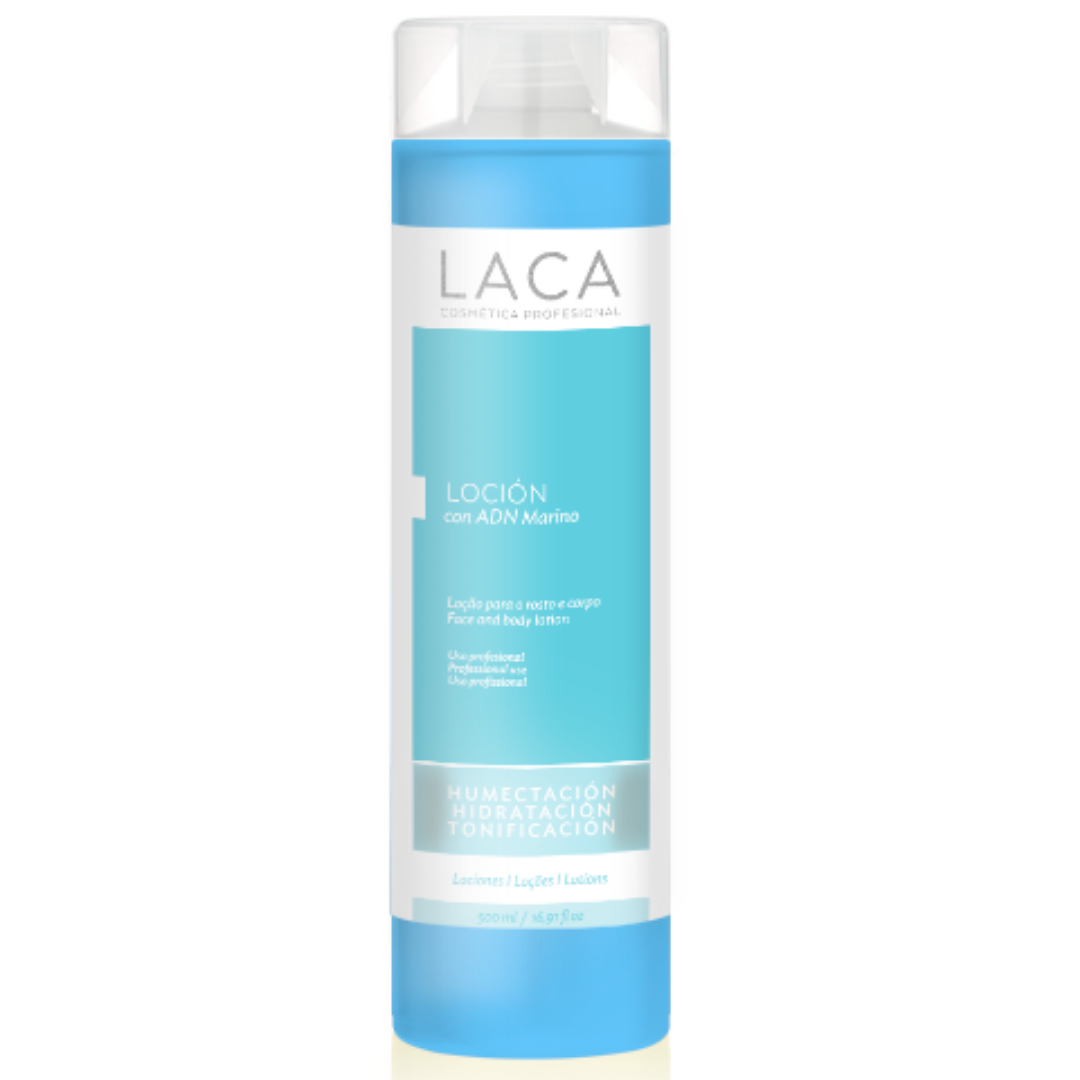 LACA
COSMÉTICA PROFESIONAL
LOCIÓN
con ADN Marino
Loção para o rosto e corpo
Face and body lotion
Uso profesional
Professional use
Uso profissional
HUMECTACIÓN
HIDRATACIÓN
TONIFICACIÓN
Lociones / Loções / Lotions
500 ml / 16,91 fl oz